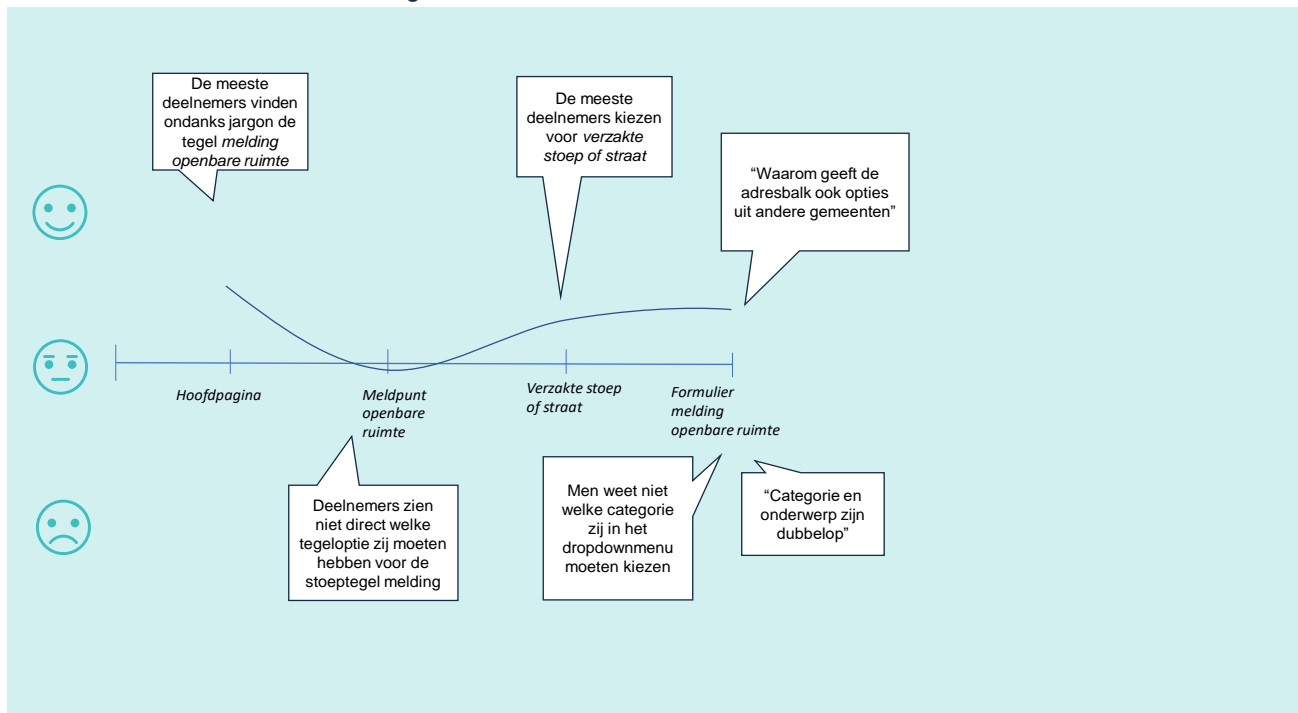 De meeste
deelnemers vinden
ondanks jargon de
tegel melding
openbare ruimte
De meeste
deelnemers kiezen
voor verzakte
stoep of straat
“Waarom geeft de
adresbalk ook opties
uit andere gemeenten”
Hoofdpagina
Meldpunt
openbare
ruimte
Verzakte stoep
of straat
Formulier
melding
openbare ruimte
Deelnemers zien
niet direct welke
tegeloptie zij moeten
hebben voor de
stoeptegel melding
Men weet niet
welke categorie
zij in het
dropdownmenu
moeten kiezen
“Categorie en
onderwerp zijn
dubbelop”